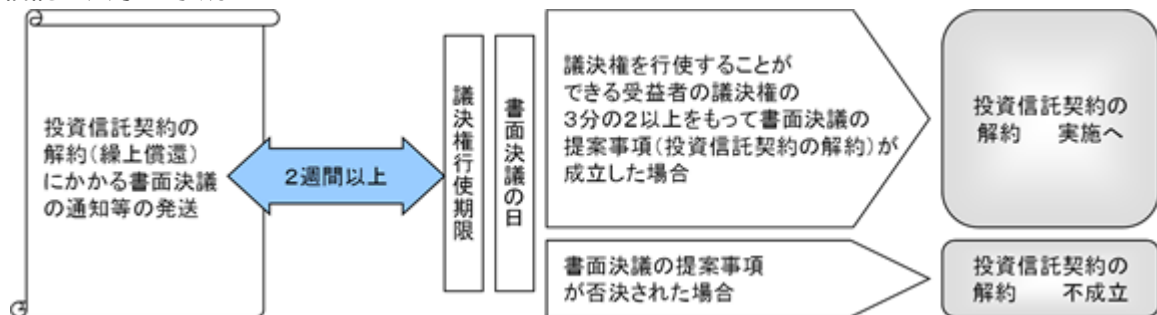 投資信託契約の
解約(繰上償還)
にかかる書面決議
の通知等の発送
2週間以上
議決権行使期限
書面決議の日
議決権を行使することが
できる受益者の議決権の
3分の2以上をもって書面決議の
提案事項(投資信託契約の解約)が
成立した場合
投資信託契約の
解約　実施へ
書面決議の提案事項
が否決された場合
投資信託契約の
解約　不成立